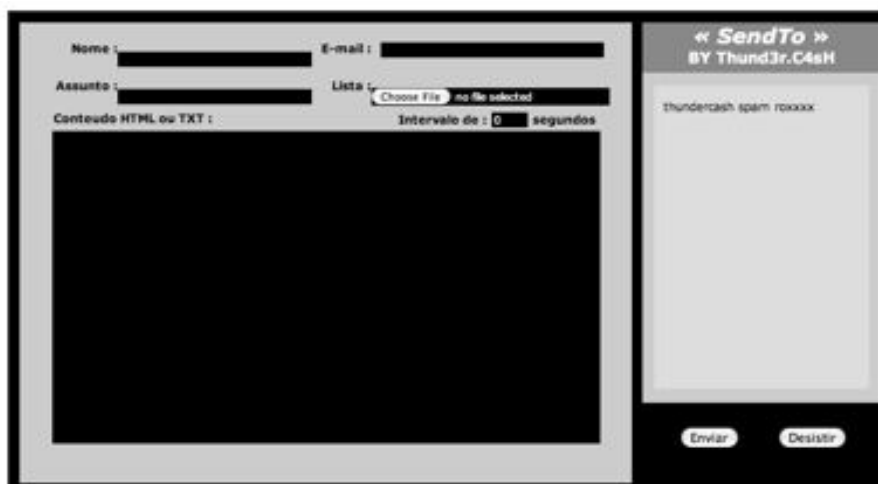 Nome :
E-mail :
Assunto :
Lista :
Choose File no file selected
Conteudo HTML ou TXT :
Intervalo de : 0 segundos
« SendTo »
BY Thund3r.C4sH
thundercash spam roxxxx
Enviar
Desistir